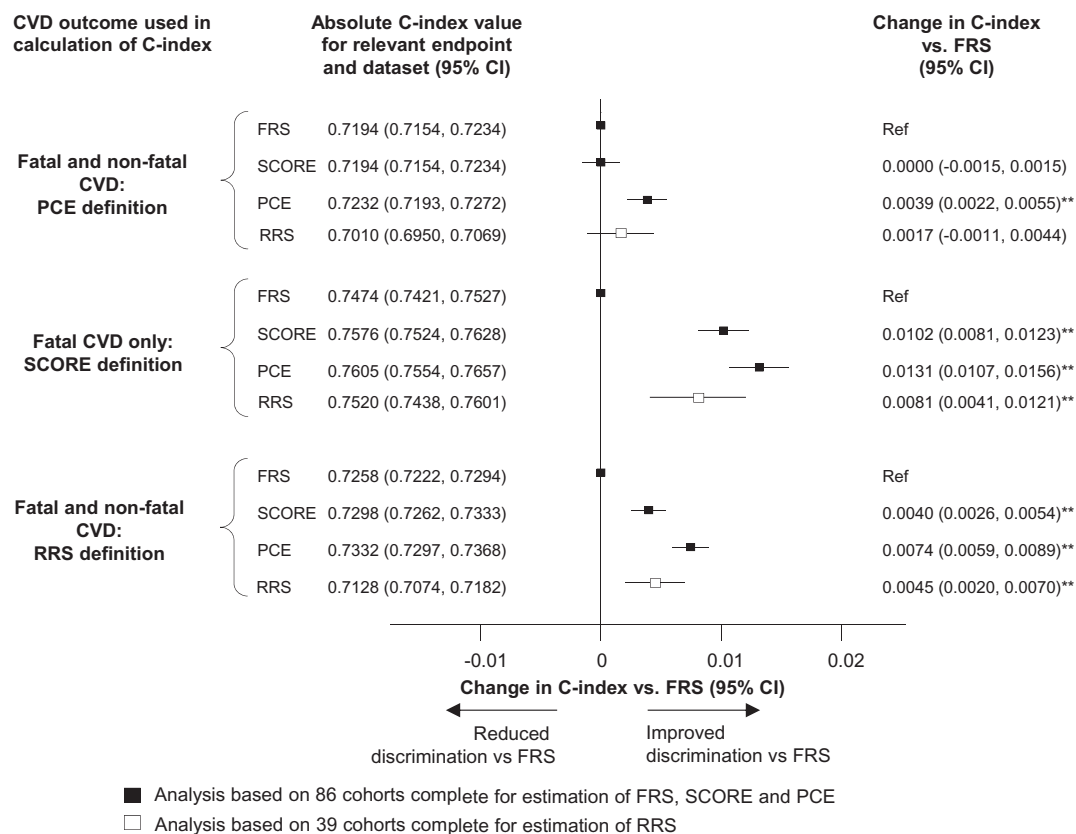 CVD outcome used in calculation of C-index
Absolute C-index value for relevant endpoint and dataset (95% CI)
Change in C-index vs. FRS (95% CI)
Fatal and non-fatal CVD: PCE definition
FRS 0.7194 (0.7154, 0.7234) Ref
SCORE 0.7194 (0.7154, 0.7234) 0.0000 (-0.0015, 0.0015)
PCE 0.7232 (0.7193, 0.7272) 0.0039 (0.0022, 0.0055)**
RRS 0.7010 (0.6950, 0.7069) 0.0017 (-0.0011, 0.0044)
Fatal CVD only: SCORE definition
FRS 0.7474 (0.7421, 0.7527) Ref
SCORE 0.7576 (0.7524, 0.7628) 0.0102 (0.0081, 0.0123)**
PCE 0.7605 (0.7554, 0.7657) 0.0131 (0.0107, 0.0156)**
RRS 0.7520 (0.7438, 0.7601) 0.0081 (0.0041, 0.0121)**
Fatal and non-fatal CVD: RRS definition
FRS 0.7258 (0.7222, 0.7294) Ref
SCORE 0.7298 (0.7262, 0.7333) 0.0040 (0.0026, 0.0054)**
PCE 0.7332 (0.7297, 0.7368) 0.0074 (0.0059, 0.0089)**
RRS 0.7128 (0.7074, 0.7182) 0.0045 (0.0020, 0.0070)**
-0.01 0 0.01 0.02
Change in C-index vs. FRS (95% CI)
Reduced discrimination vs FRS
Improved discrimination vs FRS
Analysis based on 86 cohorts complete for estimation of FRS, SCORE and PCE
Analysis based on 39 cohorts complete for estimation of RRS